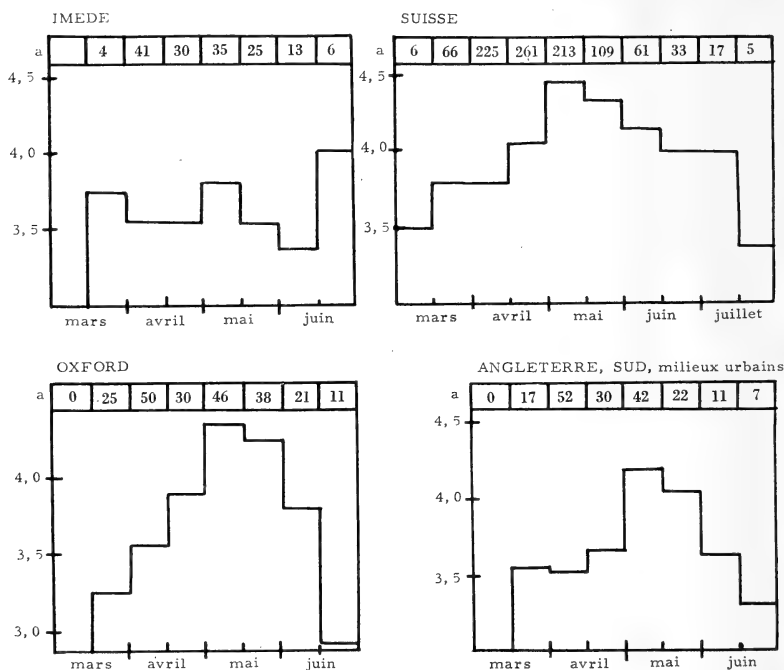 IMEDE
a 4 41 30 35 25 13 6
4,5
4,0
3,5
mars avril mai juin
SUISSE
a 6 66 225 261 213 109 61 33 17 5
4,5
4,0
3,5
mars avril mai juin juillet
OXFORD
a 0 25 50 30 46 38 21 11
4,0
3,5
3,0
mars avril mai juin
ANGLETERRE, SUD, milieux urbains
a 0 17 52 30 42 22 11 7
4,5
4,0
3,5
mars avril mai juin